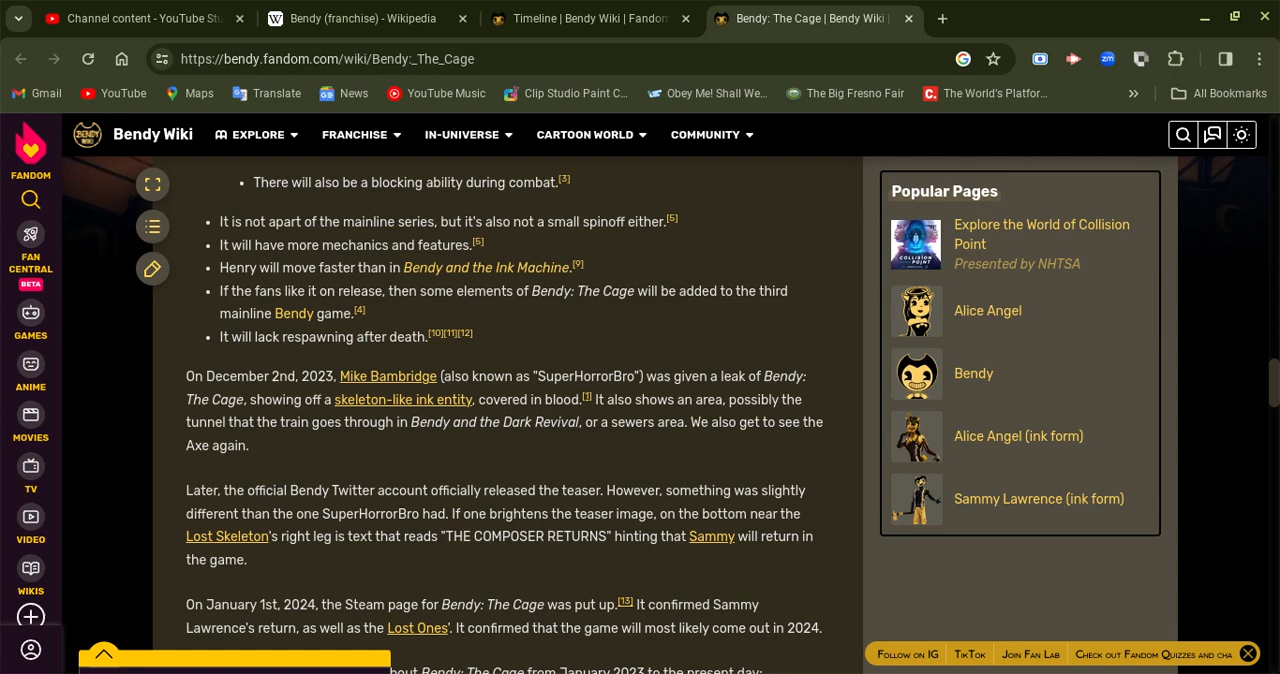 Channel content - YouTube Stu
Bendy (franchise) - Wikipedia
Timeline | Bendy Wiki | Fandom
Bendy: The Cage | Bendy Wiki |
https://bendy.fandom.com/wiki/Bendy:_The_Cage
Gmail
YouTube
Maps
Translate
News
YouTube Music
Clip Studio Paint C...
Obey Me! Shall We...
The Big Fresno Fair
The World's Platfor...
All Bookmarks
FANDOM
FAN CENTRAL
BETA
GAMES
ANIME
MOVIES
TV
VIDEO
WIKIS
Bendy Wiki
EXPLORE
FRANCHISE
IN-UNIVERSE
CARTOON WORLD
COMMUNITY
• There will also be a blocking ability during combat.[3]
• It is not apart of the mainline series, but it's also not a small spinoff either.[5]
• It will have more mechanics and features.[5]
• Henry will move faster than in Bendy and the Ink Machine.[9]
• If the fans like it on release, then some elements of Bendy: The Cage will be added to the third
mainline Bendy game.[4]
• It will lack respawning after death.[10][11][12]
On December 2nd, 2023, Mike Bambridge (also known as "SuperHorrorBro") was given a leak of Bendy:
The Cage, showing off a skeleton-like ink entity, covered in blood.[1] It also shows an area, possibly the
tunnel that the train goes through in Bendy and the Dark Revival, or a sewers area. We also get to see the
Axe again.
Later, the official Bendy Twitter account officially released the teaser. However, something was slightly
different than the one SuperHorrorBro had. If one brightens the teaser image, on the bottom near the
Lost Skeleton's right leg is text that reads "THE COMPOSER RETURNS" hinting that Sammy will return in
the game.
On January 1st, 2024, the Steam page for Bendy: The Cage was put up.[13] It confirmed Sammy
Lawrence's return, as well as the Lost Ones'. It confirmed that the game will most likely come out in 2024.
bout Bendy: The Cage from January 2023 to the present day:
Popular Pages
Explore the World of Collision
Point
Presented by NHTSA
Alice Angel
Bendy
Alice Angel (ink form)
Sammy Lawrence (ink form)
Follow on IG
TikTok
Join Fan Lab
Check out Fandom Quizzes and cha